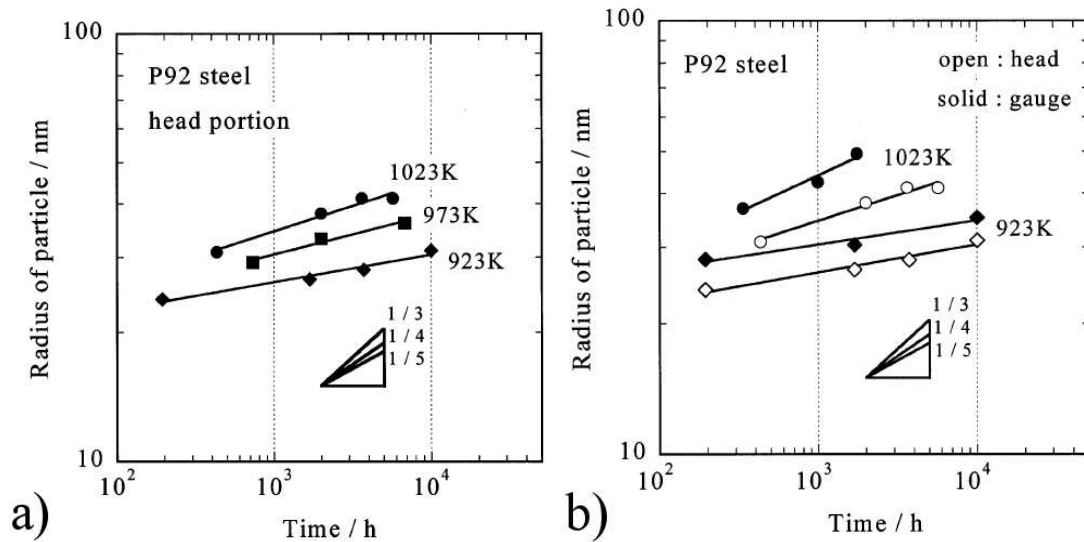 100
P92 steel
head portion
1023K
973K
923K
1 / 3
1 / 4
1 / 5
10
10²
10³
10⁴
Radius of particle / nm
Time / h
a)
100
P92 steel
open : head
solid : gauge
1023K
923K
1 / 3
1 / 4
1 / 5
10
10²
10³
10⁴
Radius of particle / nm
Time / h
b)